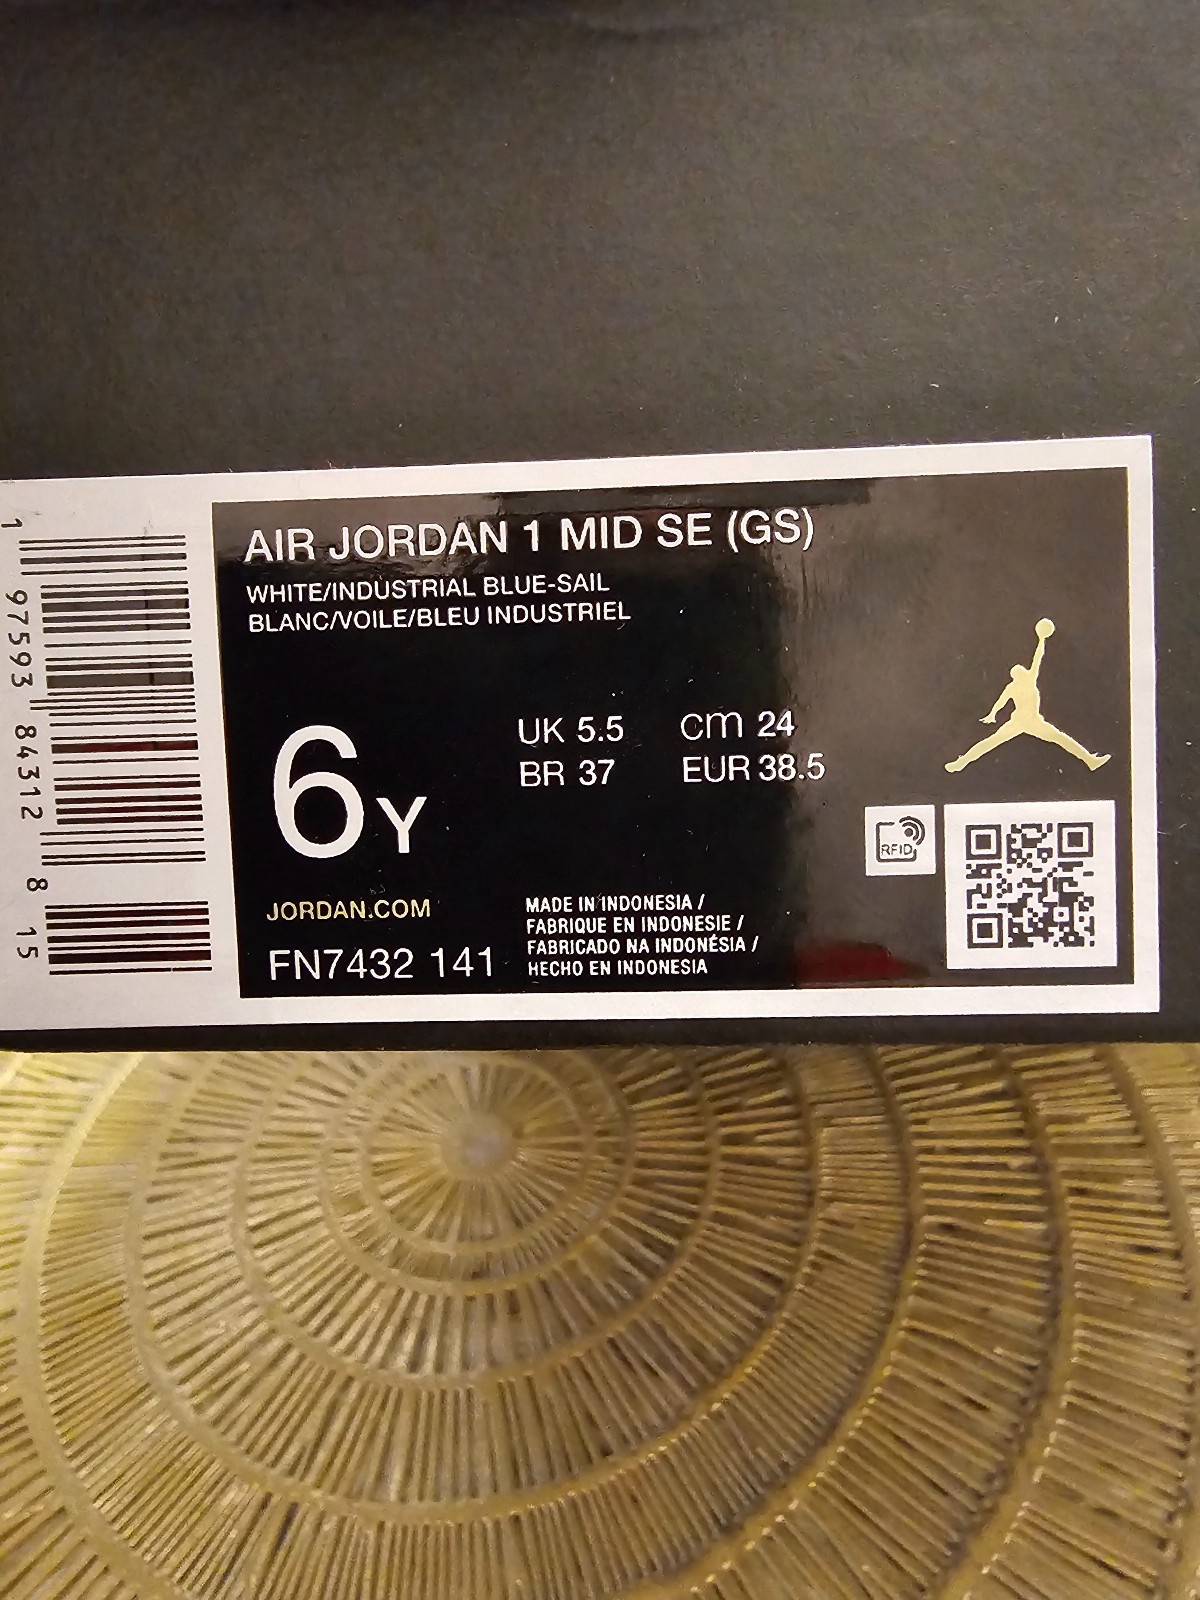 AIR JORDAN 1 MID SE (GS)
WHITE/INDUSTRIAL BLUE-SAIL
BLANC/VOILE/BLEU INDUSTRIEL
6Y
UK 5.5 cm 24
BR 37 EUR 38.5
RFID
JORDAN.COM
FN7432 141
MADE IN INDONESIA /
FABRIQUE EN INDONESIE /
FABRICADO NA INDONÉSIA /
HECHO EN INDONESIA
1 97593 84312 8 15